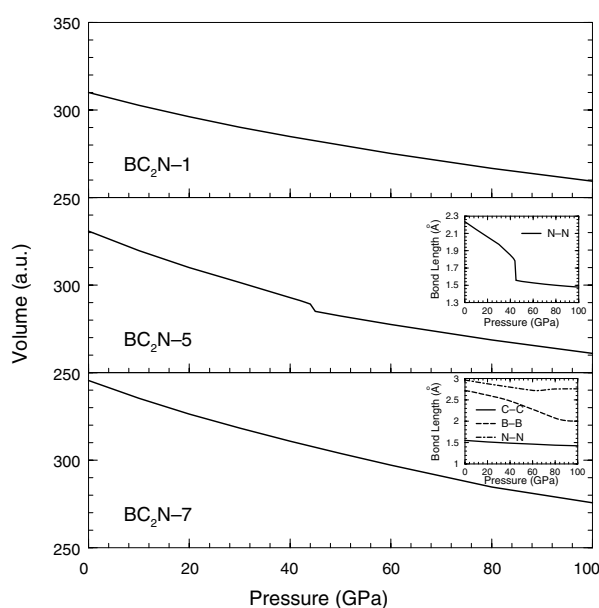 350
300
BC₂N–1
250
Bond Length (Å)
2.3
2.1
1.9
1.7
1.5
1.3
N–N
0 20 40 60 80 100
Pressure (GPa)
300
BC₂N–5
Volume (a.u.)
250
Bond Length (Å)
3
2.5
2
1.5
1
C–C
B–B
N–N
0 20 40 60 80 100
Pressure (GPa)
300
BC₂N–7
250
0 20 40 60 80 100
Pressure (GPa)